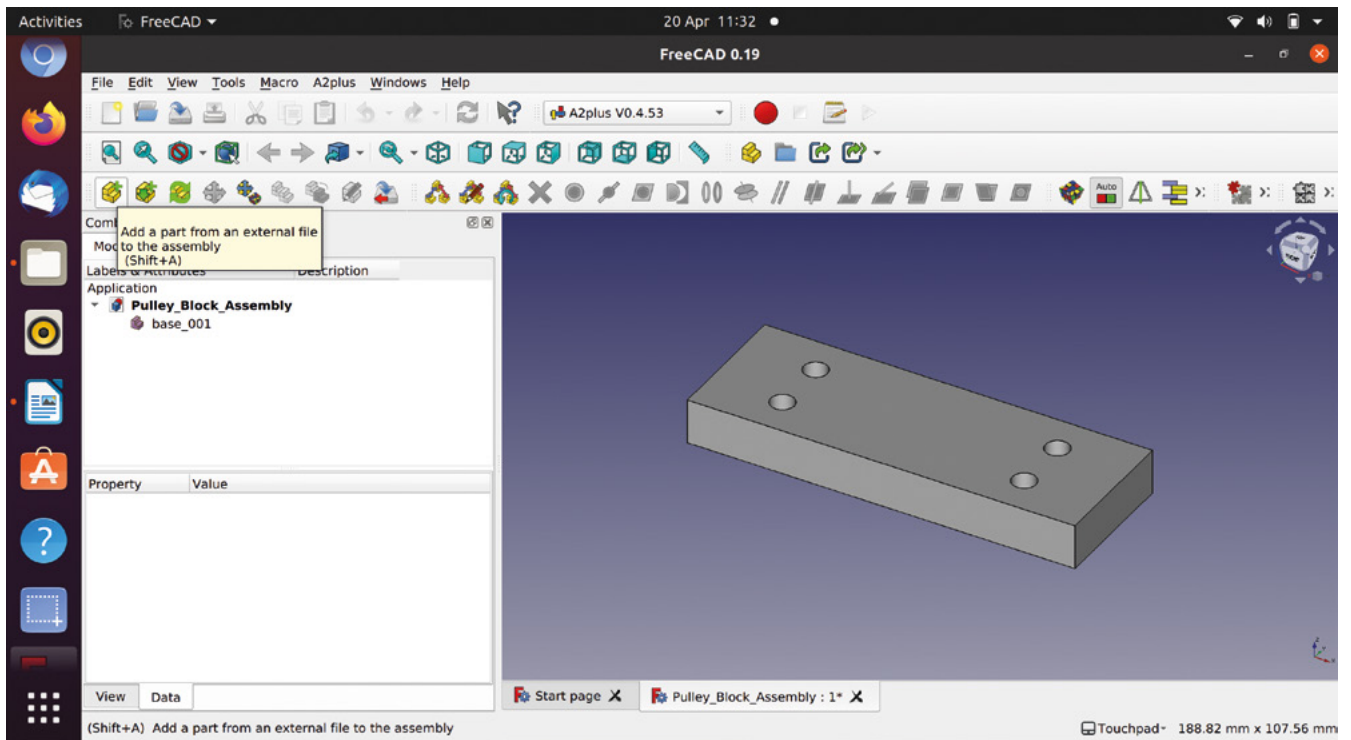 Activities FreeCAD 20 Apr 11:32
FreeCAD 0.19
File Edit View Tools Macro A2plus Windows Help
A2plus V0.4.53
Auto
Add a part from an external file
to the assembly
(Shift+A)
Labels & Attributes Description
Application
Pulley_Block_Assembly
base_001
Property Value
View Data
Start page Pulley_Block_Assembly : 1*
(Shift+A) Add a part from an external file to the assembly Touchpad 188.82 mm x 107.56 mm